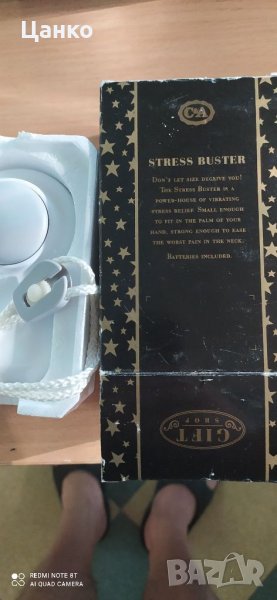 Цанко
C&A
STRESS BUSTER
DON'T LET SIZE DECEIVE YOU!
THE STRESS BUSTER IS A
POWER-HOUSE OF VIBRATING
STRESS RELIEF. SMALL ENOUGH
TO FIT IN THE PALM OF YOUR
HAND, STRONG ENOUGH TO EASE
THE WORST PAIN IN THE NECK.
BATTERIES INCLUDED.
GIFT
SHOP
REDMI NOTE 8T
AI QUAD CAMERA
BAZAR